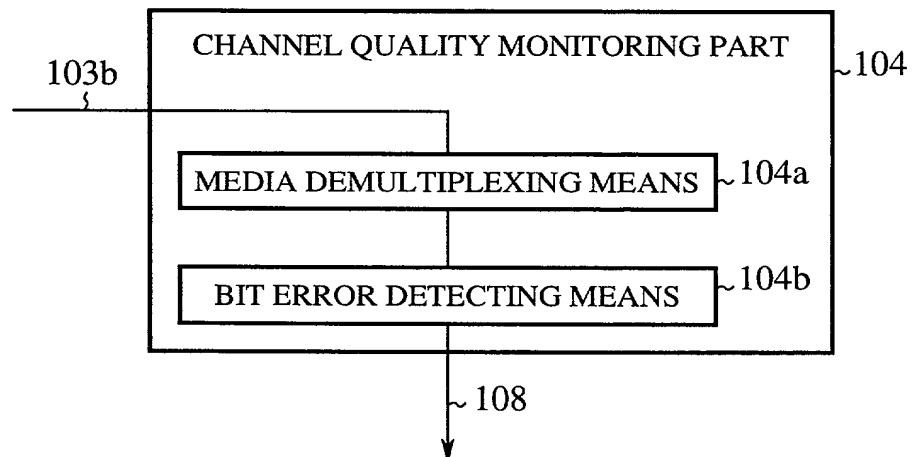 CHANNEL QUALITY MONITORING PART
104
103b
MEDIA DEMULTIPLEXING MEANS
104a
BIT ERROR DETECTING MEANS
104b
108